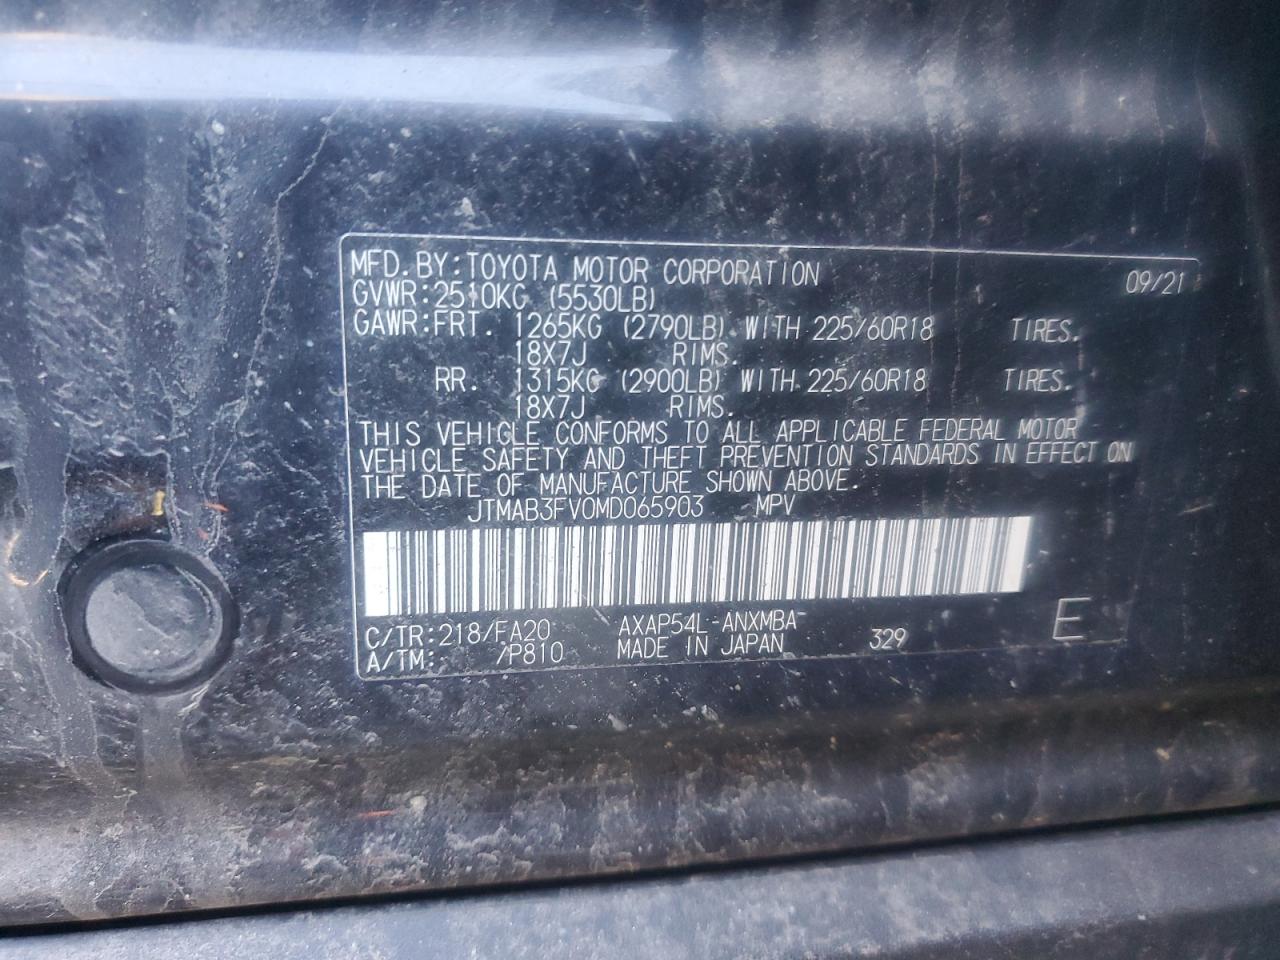 MFD. BY: TOYOTA MOTOR CORPORATION 09/21
GVWR: 2510KG (5530LB)
GAWR: FRT. 1265KG (2790LB) WITH 225/60R18 TIRES.
18X7J RIMS.
RR. 1315KG (2900LB) WITH 225/60R18 TIRES.
18X7J RIMS.
THIS VEHICLE CONFORMS TO ALL APPLICABLE FEDERAL MOTOR
VEHICLE SAFETY AND THEFT PREVENTION STANDARDS IN EFFECT ON
THE DATE OF MANUFACTURE SHOWN ABOVE.
JTMAB3FV0MD065903 MPV
C/TR: 218/FA20 AXAP54L-ANXMBA-
A/TM: /P810 MADE IN JAPAN 329 E